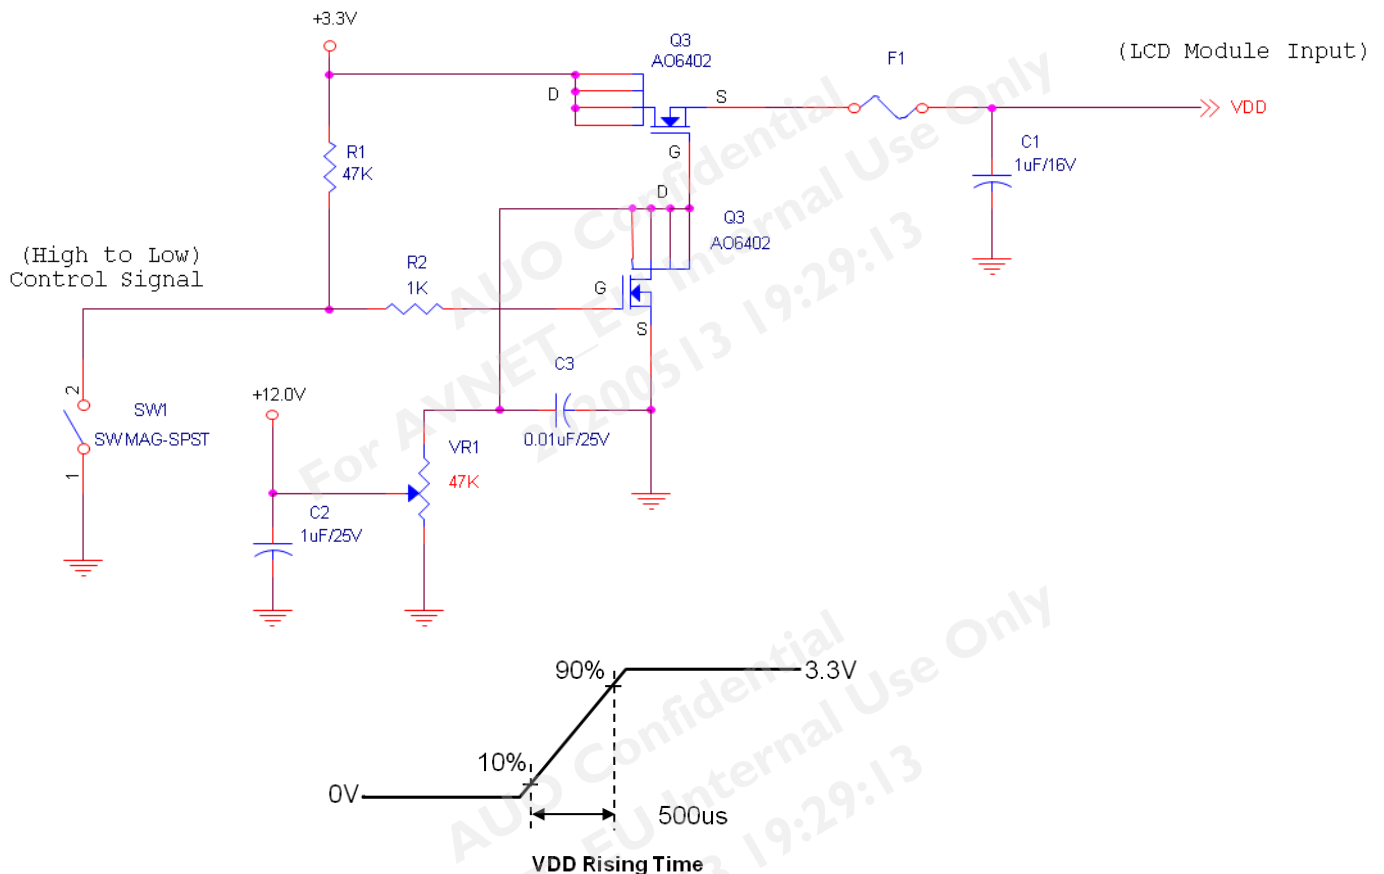 +3.3V
Q3
AO6402
F1
(LCD Module Input)
D
S
VDD
R1
47K
G
C1
1uF/16V
D
Q3
AO6402
(High to Low)
Control Signal
R2
1K
G
S
C3
0.01uF/25V
+12.0V
2
SW1
SW MAG-SPST
1
VR1
47K
C2
1uF/25V
AUO Confidential
For AVNET_EU Internal Use Only
20200513 19:29:13
90%
3.3V
10%
0V
500us
VDD Rising Time
AUO Confidential
EU Internal Use Only
3 19:29:13